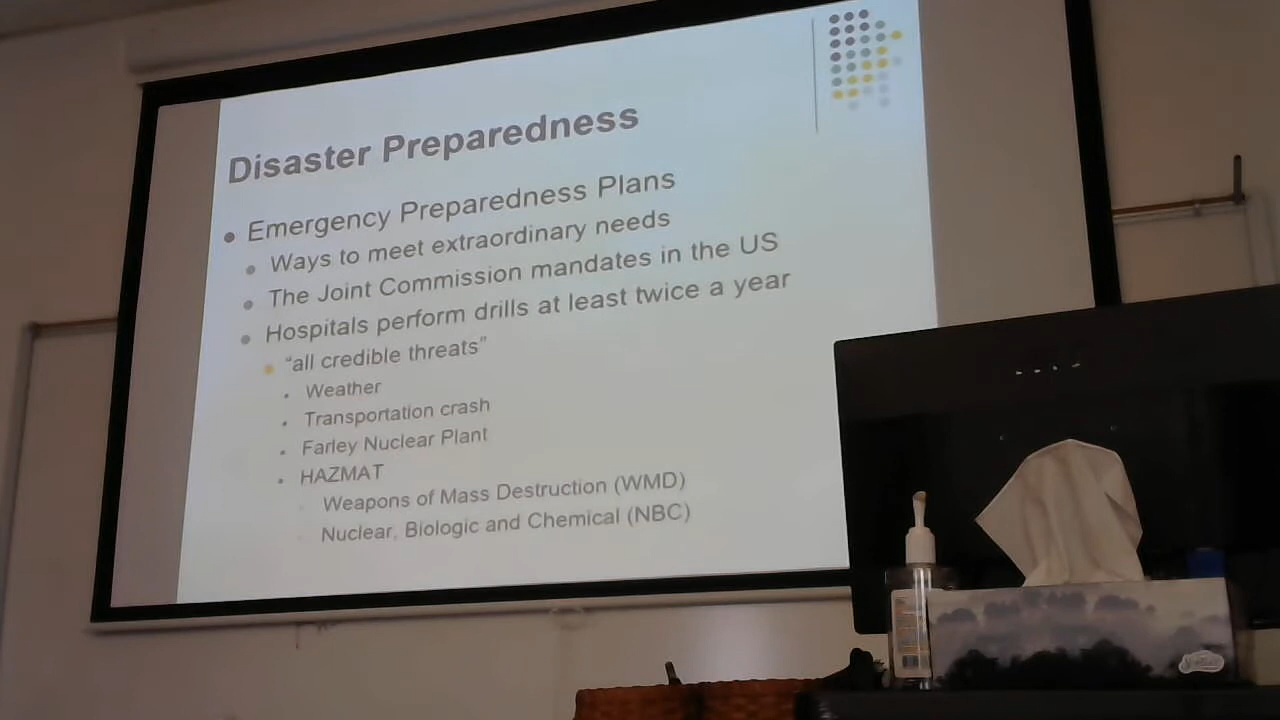 Disaster Preparedness
Emergency Preparedness Plans
Ways to meet extraordinary needs
The Joint Commission mandates in the US
Hospitals perform drills at least twice a year
“all credible threats”
Weather
Transportation crash
Farley Nuclear Plant
HAZMAT
Weapons of Mass Destruction (WMD)
Nuclear, Biologic and Chemical (NBC)